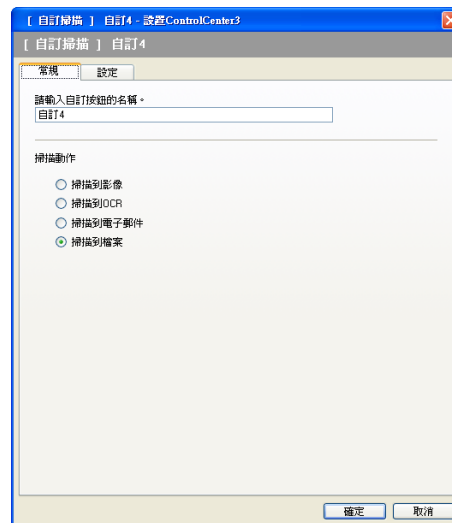 [ 自訂掃描 ] 自訂4 - 設置ControlCenter3
[ 自訂掃描 ] 自訂4
常規 設定
請輸入自訂按鈕的名稱。
自訂4
掃描動作
掃描到影像
掃描到OCR
掃描到電子郵件
掃描到檔案
確定 取消